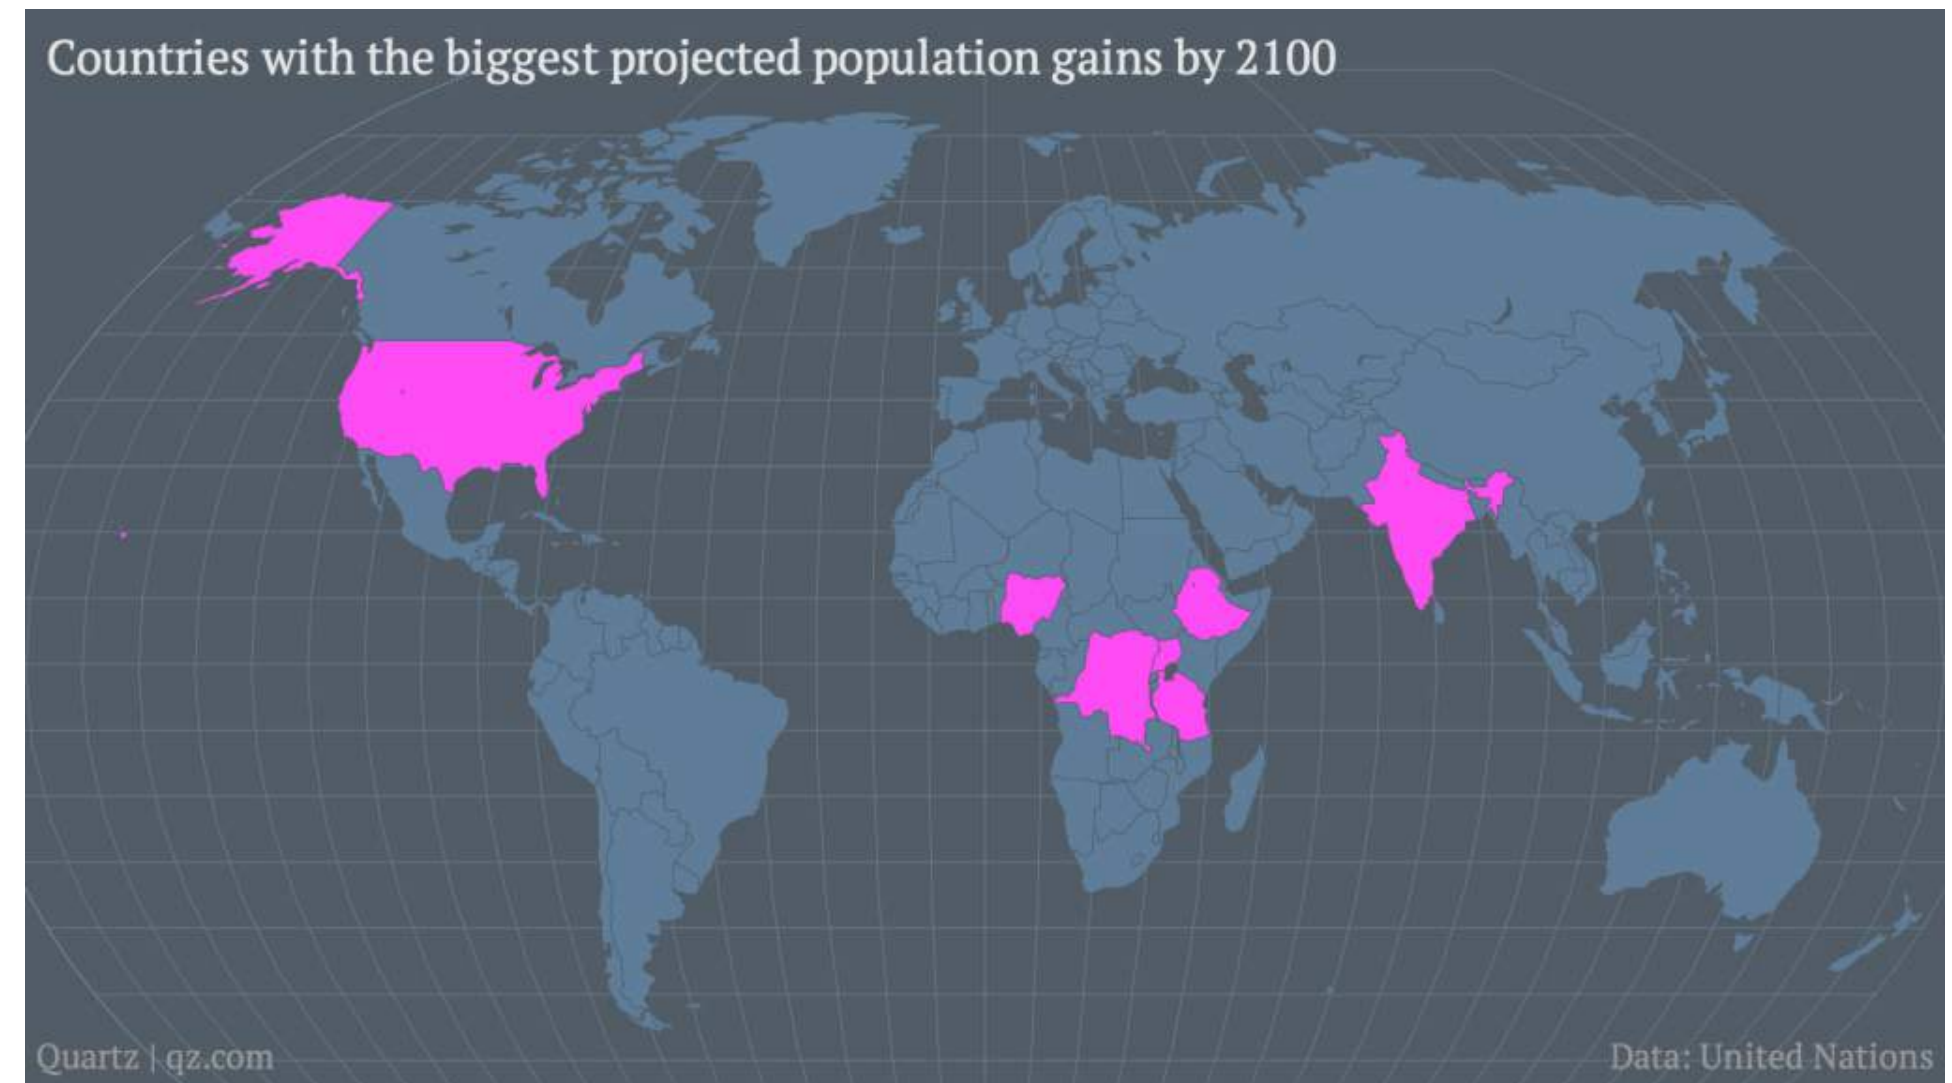 Countries with the biggest projected population gains by 2100
Quartz | qz.com
Data: United Nations